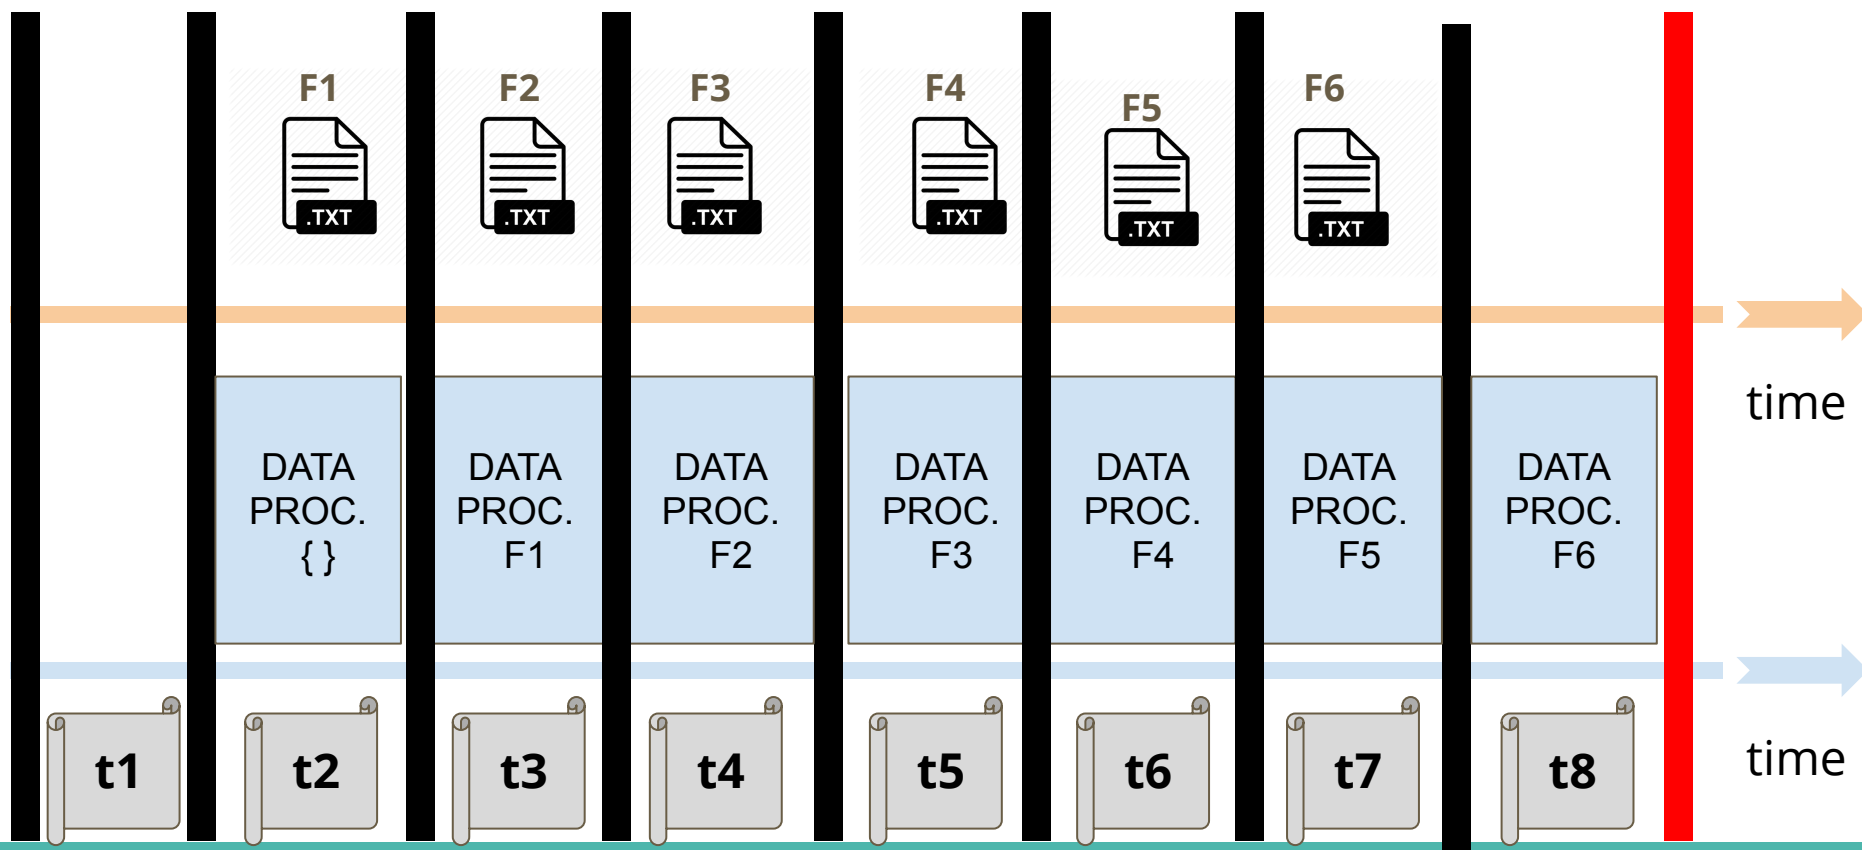 F1 F2 F3 F4 F5 F6
.TXT .TXT .TXT .TXT .TXT .TXT
time
DATA
PROC.
{ }
DATA
PROC.
F1
DATA
PROC.
F2
DATA
PROC.
F3
DATA
PROC.
F4
DATA
PROC.
F5
DATA
PROC.
F6
t1 t2 t3 t4 t5 t6 t7 t8
time